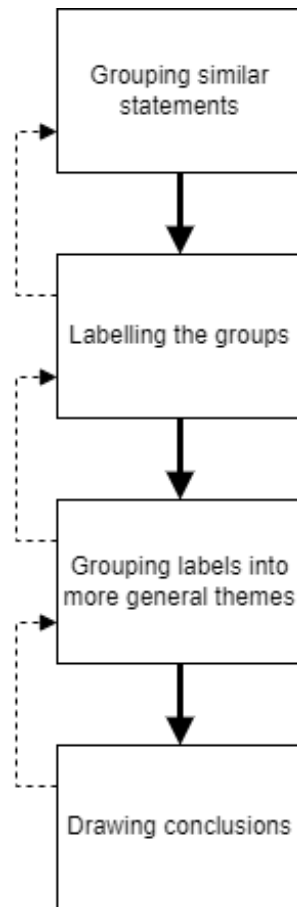 Grouping similar
statements
Labelling the groups
Grouping labels into
more general themes
Drawing conclusions